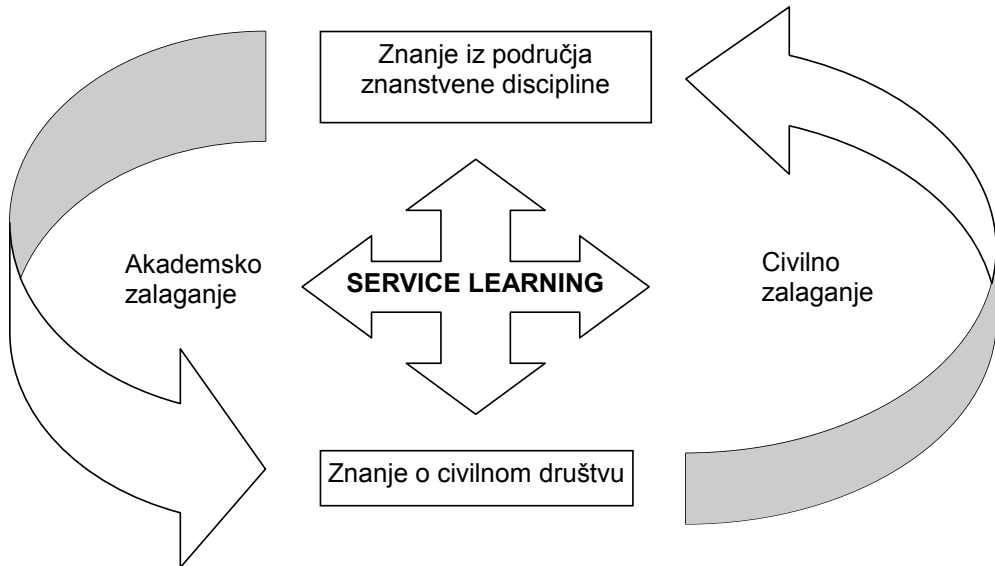 Znanje iz područja
znanstvene discipline
Akademsko
zalaganje
SERVICE LEARNING
Civilno
zalaganje
Znanje o civilnom društvu